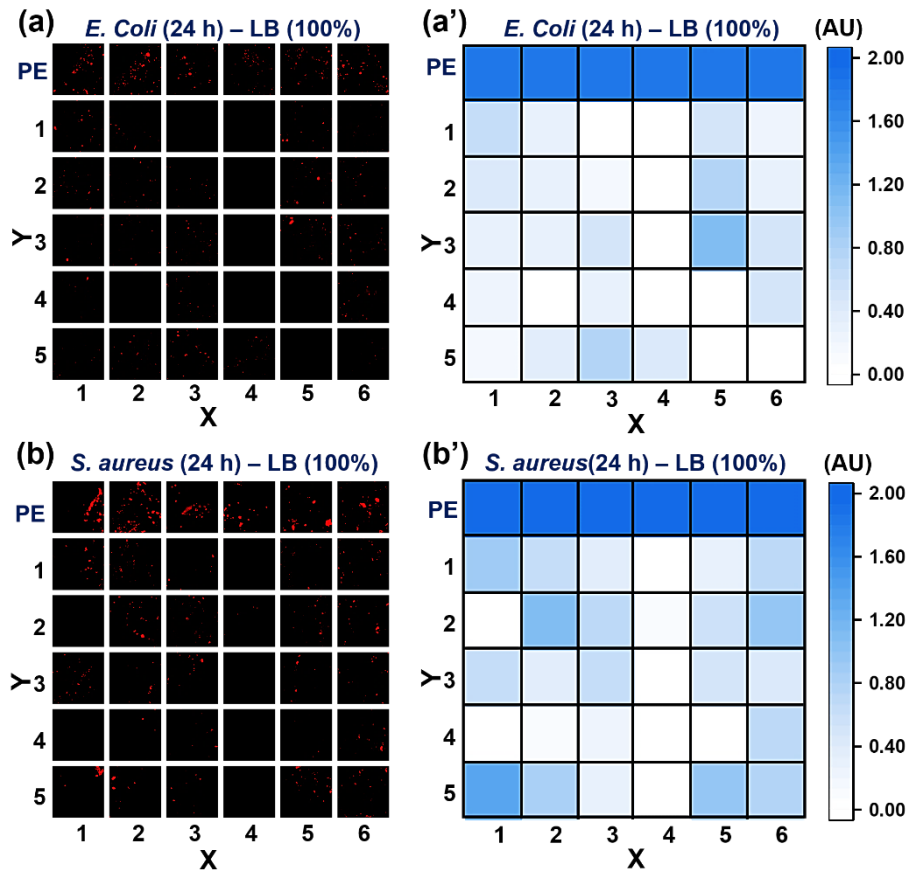 (a)
E. Coli (24 h) – LB (100%)
PE
1
2
Y 3
4
5
1 2 3 4 5 6
X
(a')
E. Coli (24 h) – LB (100%)
(AU)
PE
1
2
Y 3
4
5
1 2 3 4 5 6
X
2.00
1.60
1.20
0.80
0.40
0.00
(b)
S. aureus (24 h) – LB (100%)
PE
1
2
Y 3
4
5
1 2 3 4 5 6
X
(b')
S. aureus(24 h) – LB (100%)
(AU)
PE
1
2
Y 3
4
5
1 2 3 4 5 6
X
2.00
1.60
1.20
0.80
0.40
0.00